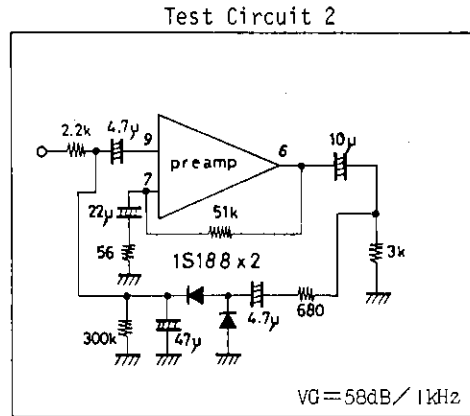 Test Circuit 2
2.2k
4.7μ
9
6
10μ
preamp
7
22μ
51k
56
1S188×2
3k
300k
47μ
4.7μ
680
VG=58dB/1kHz